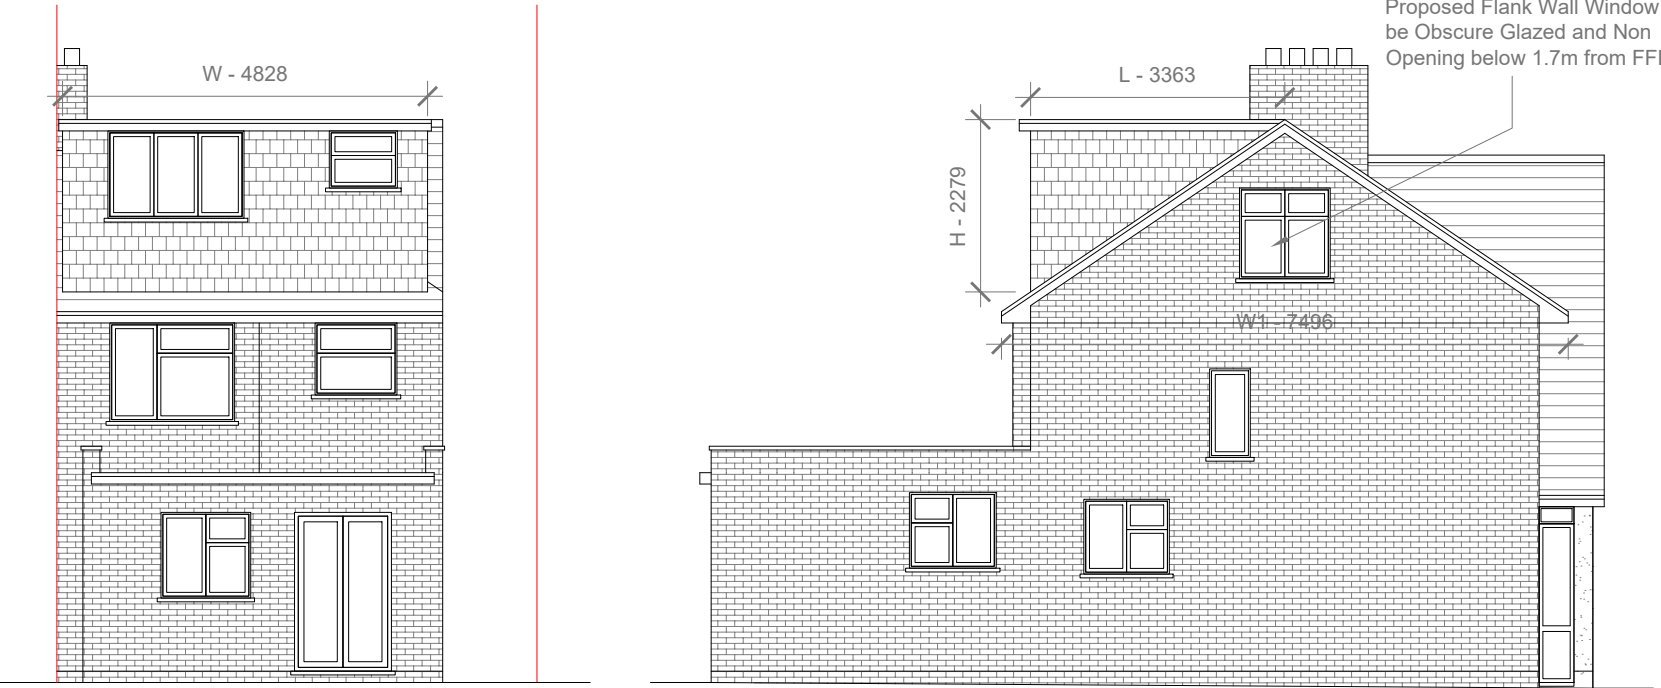 W - 4828
L - 3363
H - 2279
W1 - 7496
Proposed Flank Wall Window
be Obscure Glazed and Non
Opening below 1.7m from